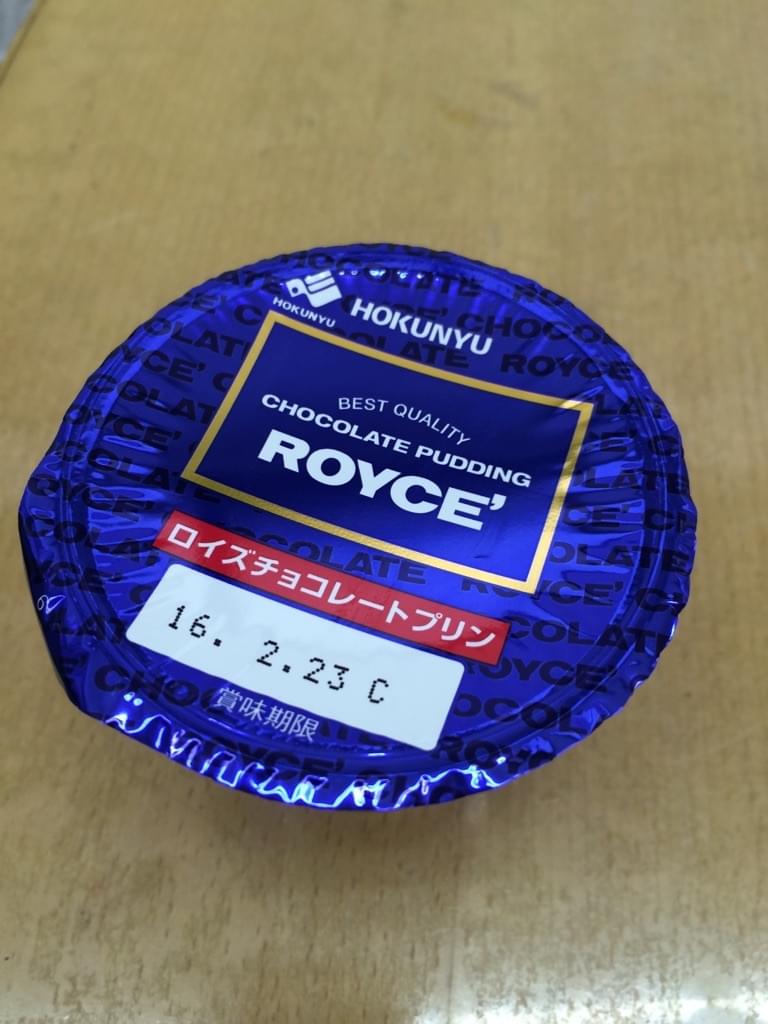 HOKUNYU
HOKUNYU
BEST QUALITY
CHOCOLATE PUDDING
ROYCE'
ロイズチョコレートプリン
16. 2.23 C
賞味期限